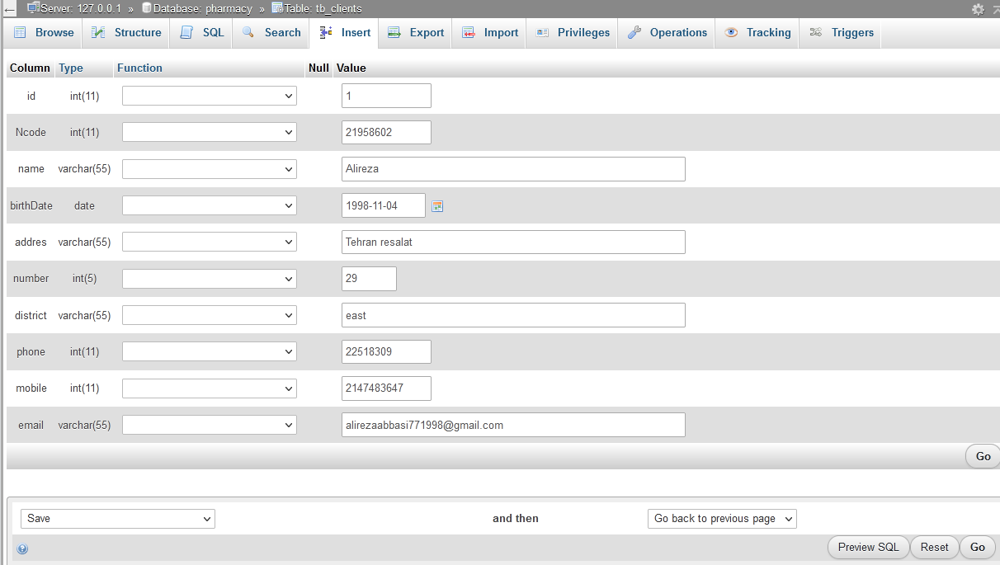 Server: 127.0.0.1 » Database: pharmacy » Table: tb_clients
Browse Structure SQL Search Insert Export Import Privileges Operations Tracking Triggers
Column Type Function Null Value
id int(11) 1
Ncode int(11) 21958602
name varchar(55) Alireza
birthDate date 1998-11-04
addres varchar(55) Tehran resalat
number int(5) 29
district varchar(55) east
phone int(11) 22518309
mobile int(11) 2147483647
email varchar(55) alirezaabbasi771998@gmail.com
Go
Save and then Go back to previous page
Preview SQL Reset Go